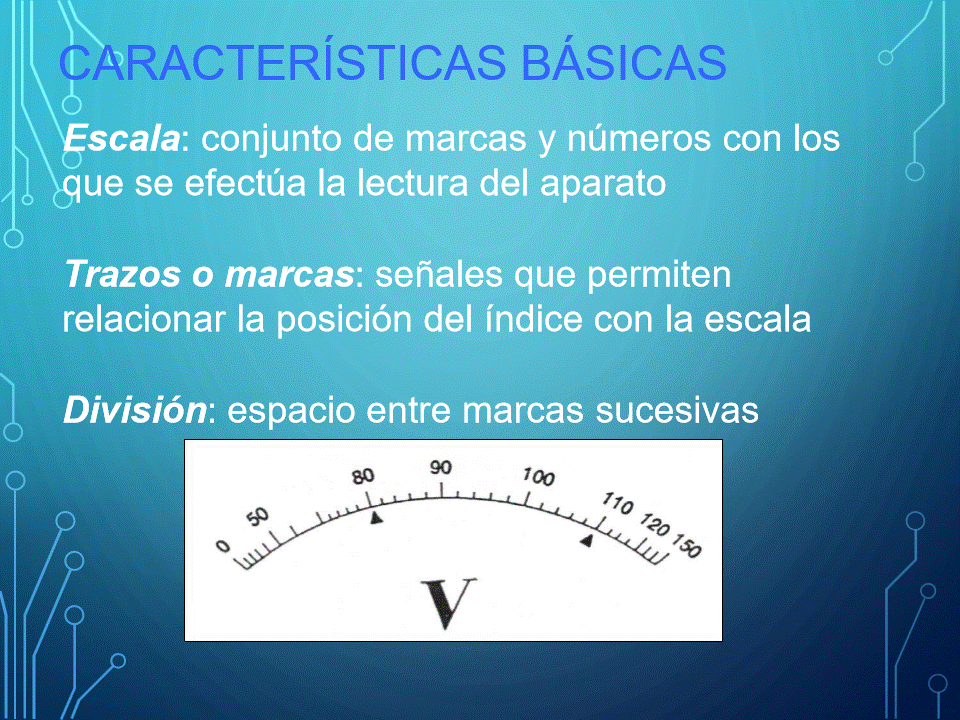 CARACTERÍSTICAS BÁSICAS
Escala: conjunto de marcas y números con los
que se efectúa la lectura del aparato
Trazos o marcas: señales que permiten
relacionar la posición del índice con la escala
División: espacio entre marcas sucesivas
0 50 80 90 100 110 120 150
V